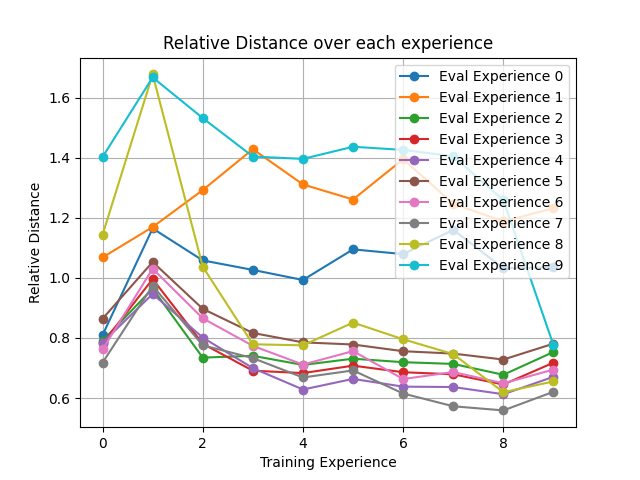 Relative Distance over each experience
Eval Experience 0
Eval Experience 1
Eval Experience 2
Eval Experience 3
Eval Experience 4
Eval Experience 5
Eval Experience 6
Eval Experience 7
Eval Experience 8
Eval Experience 9
Relative Distance
1.6
1.4
1.2
1.0
0.8
0.6
0
2
4
6
8
Training Experience